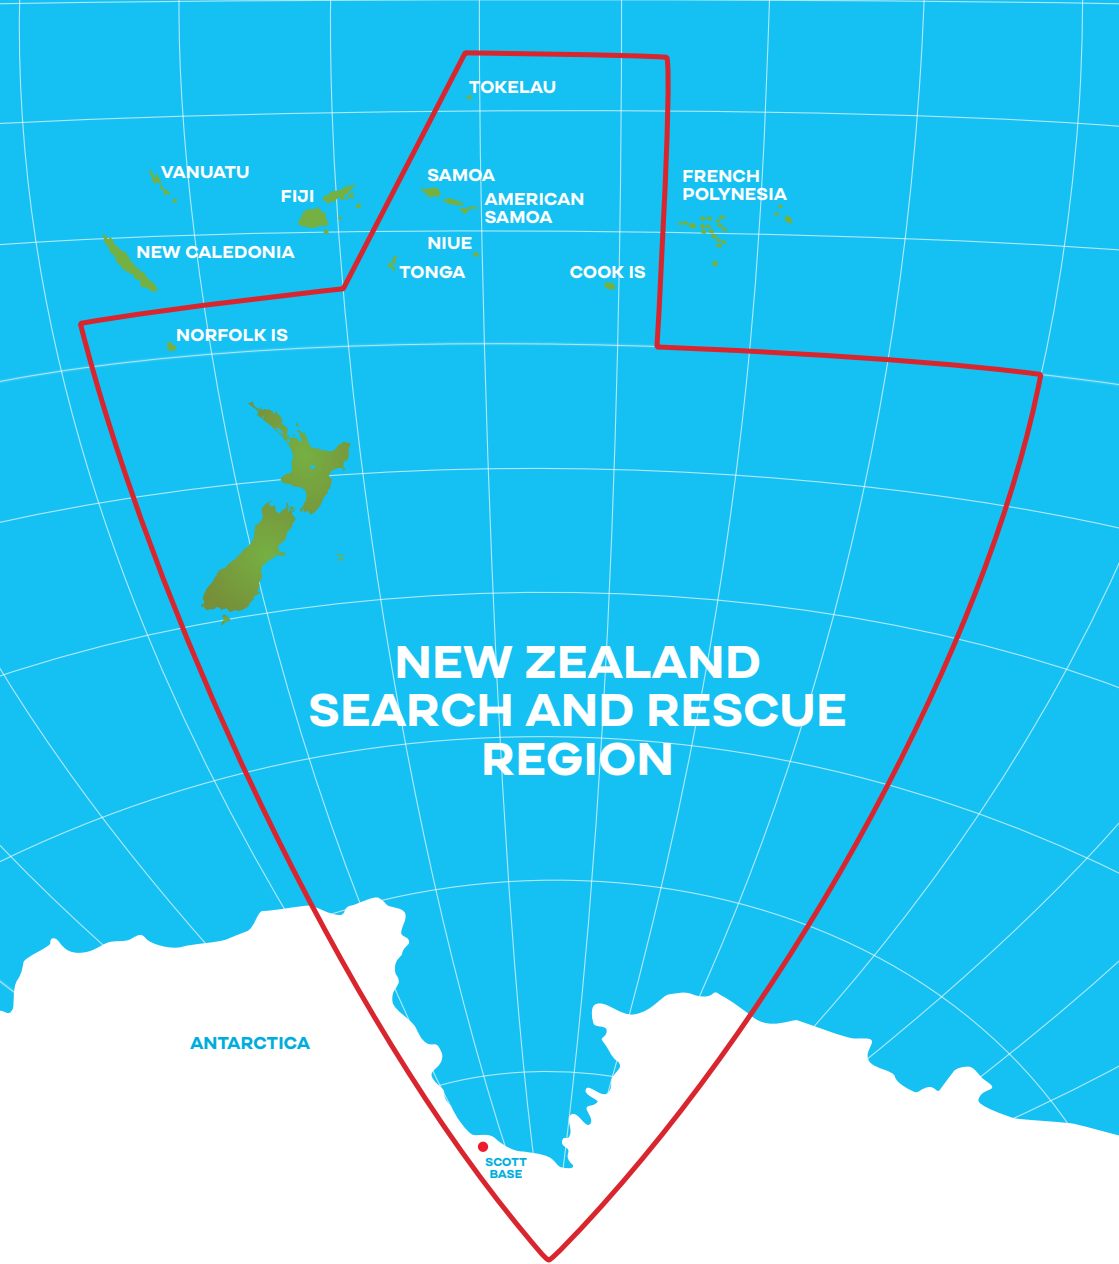 TOKELAU
VANUATU
SAMOA
FRENCH
POLYNESIA
FIJI
AMERICAN
SAMOA
NIUE
NEW CALEDONIA
TONGA
COOK IS
NORFOLK IS
NEW ZEALAND
SEARCH AND RESCUE
REGION
ANTARCTICA
SCOTT
BASE